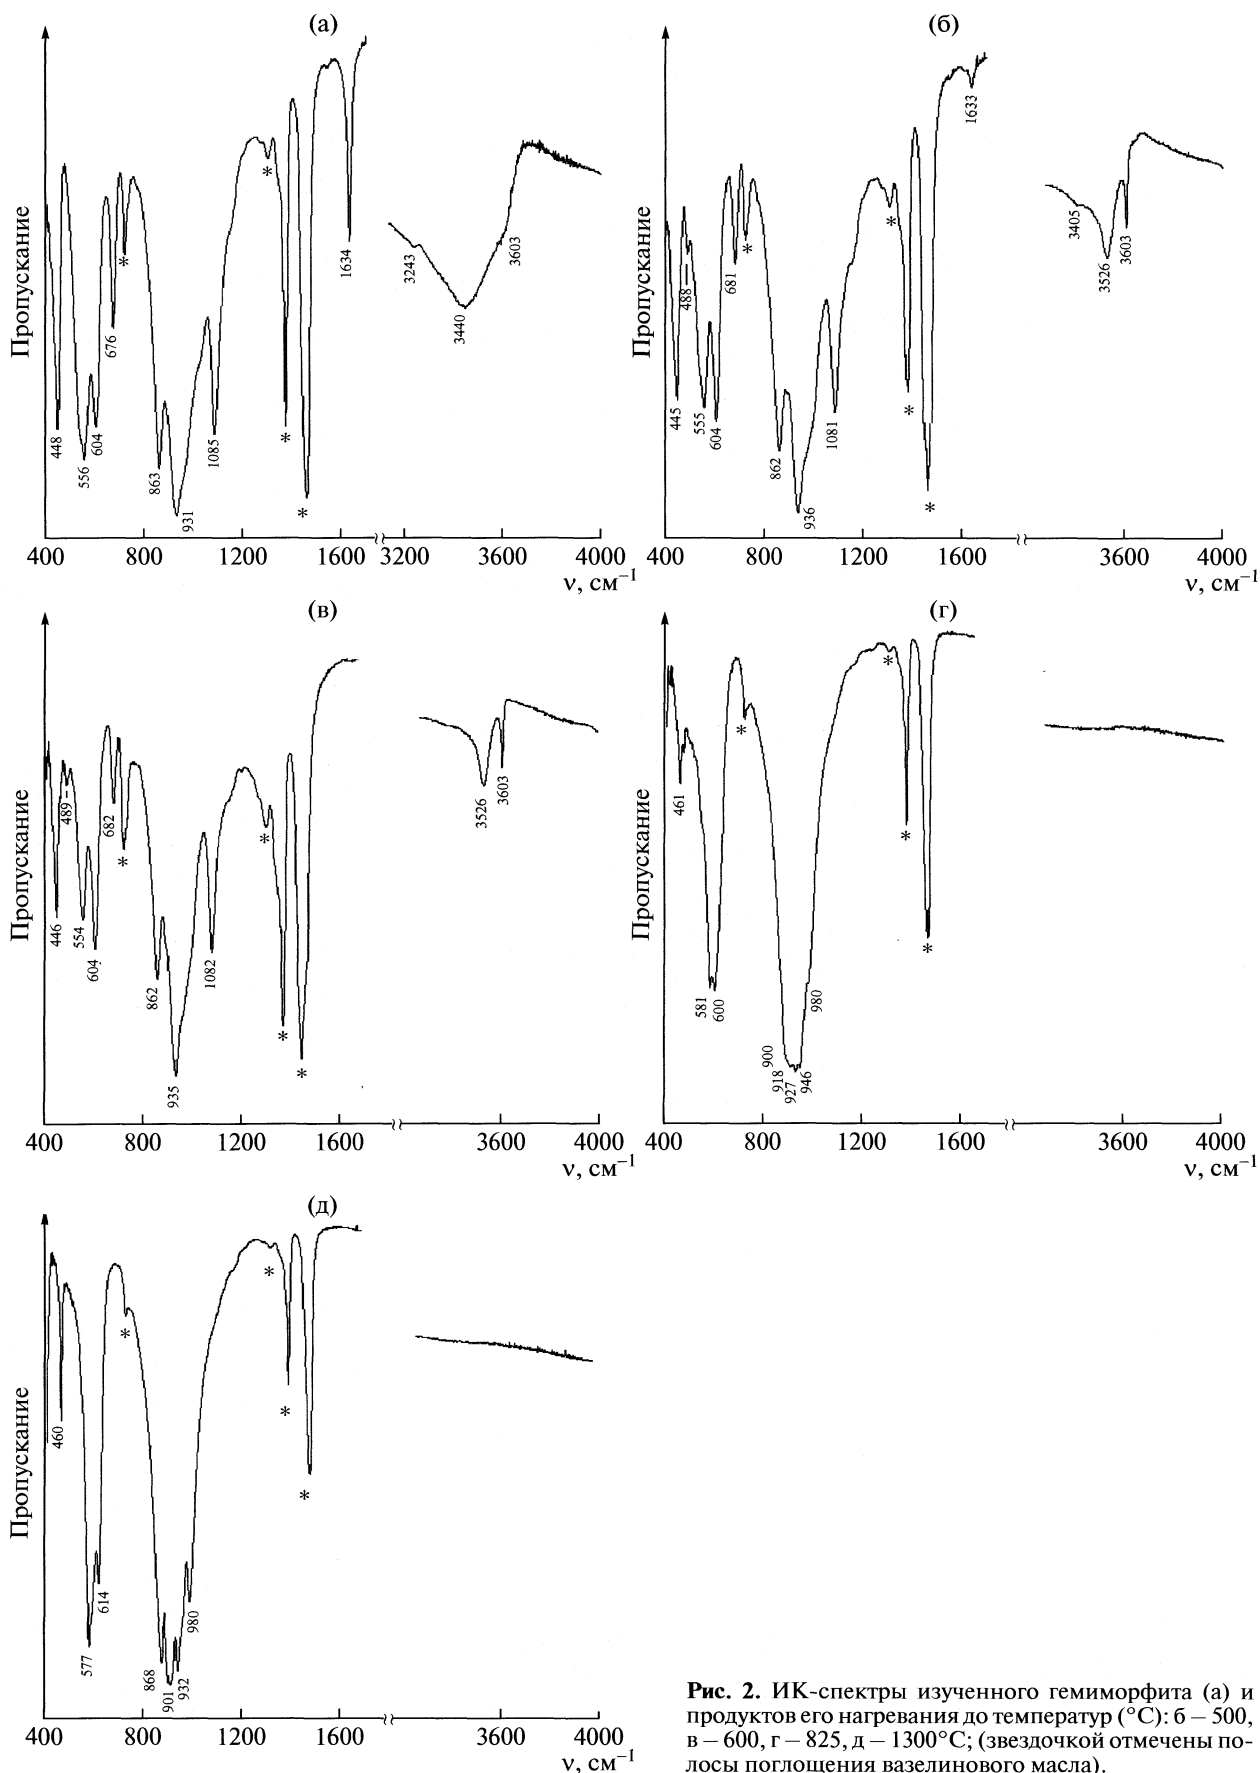 (а)
Пропускание
*
*
*
*
448
556
604
676
863
931
1085
1634
3243
3440
3603
400 800 1200 1600 3200 3600 4000
ν, см⁻¹
(б)
Пропускание
*
*
*
*
445
488
555
604
681
862
936
1081
1633
3405
3526
3603
400 800 1200 1600 3600 4000
ν, см⁻¹
(в)
Пропускание
*
*
*
*
446
489
554
604
682
862
935
1082
3526
3603
400 800 1200 1600 3600 4000
ν, см⁻¹
(г)
Пропускание
*
*
*
*
461
581
600
900
918
927
946
980
400 800 1200 1600 3600 4000
ν, см⁻¹
(д)
Пропускание
*
*
*
*
460
577
614
868
901
932
980
400 800 1200 1600 3600 4000
ν, см⁻¹
Рис. 2. ИК-спектры изученного гемиморфита (а) и
продуктов его нагревания до температур (°С): б – 500,
в – 600, г – 825, д – 1300°С; (звездочкой отмечены по-
лосы поглощения вазелинового масла).